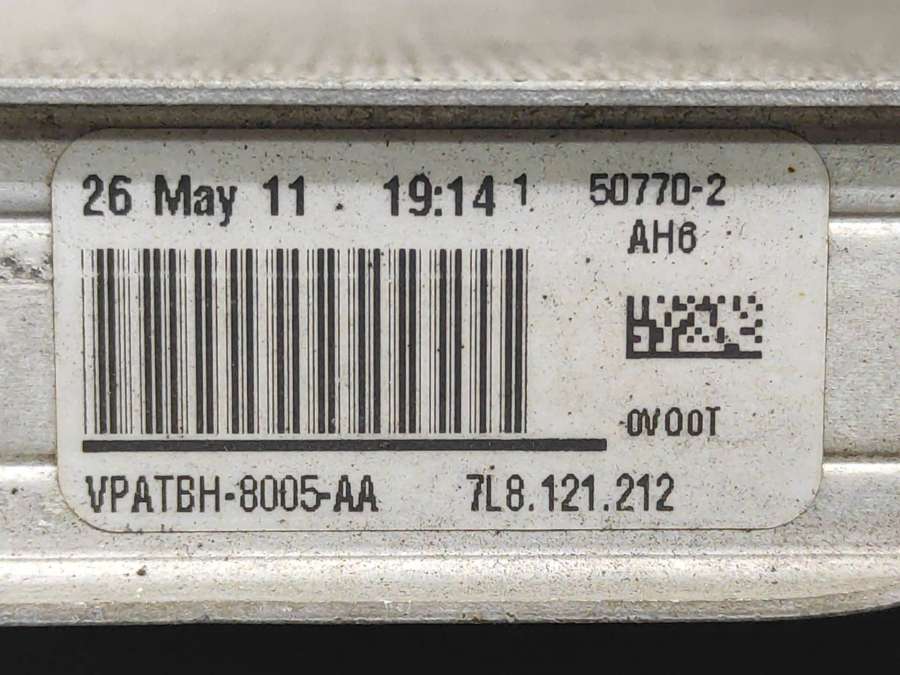 26 May 11 19:14 1 50770-2
AH6
0V00T
VPATBH-8005-AA 7L8.121.212